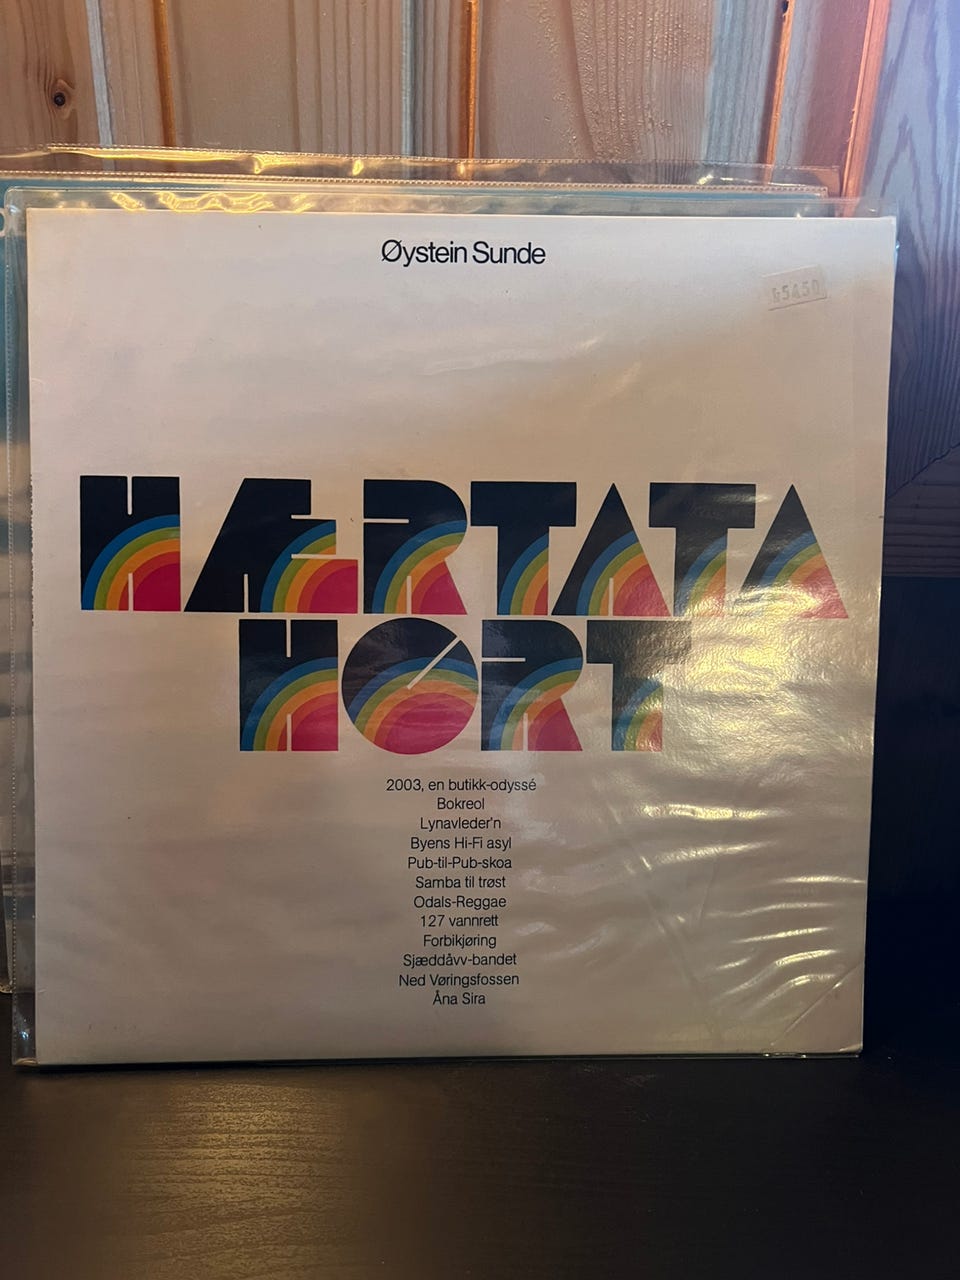 Øystein Sunde
HÆRTATA
HØRT
2003, en butikk-odyssé
Bokreol
Lynavleder'n
Byens Hi-Fi asyl
Pub-til-Pub-skoa
Samba til trøst
Odals-Reggae
127 vannrett
Forbikjøring
Sjæddåvv-bandet
Ned Vøringsfossen
Åna Sira